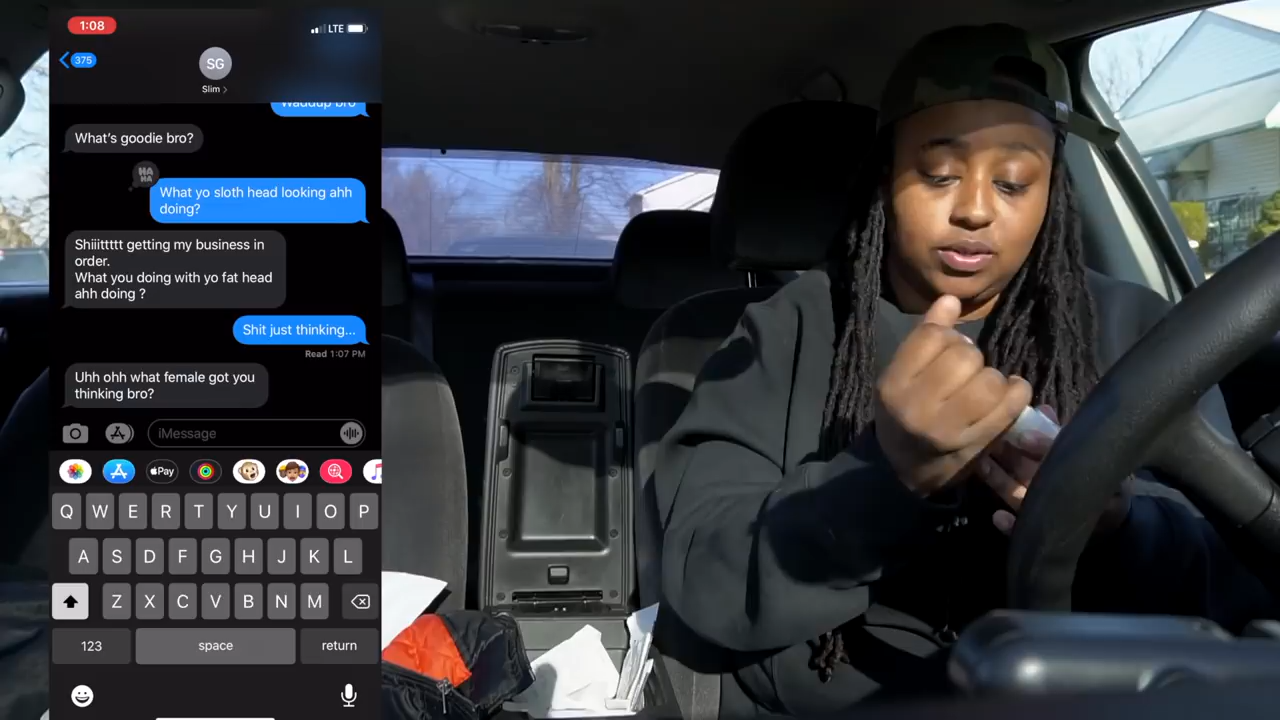 1:08
LTE
375
SG
Slim >
Waddup bro
What's goodie bro?
HA
HA
What yo sloth head looking ahh
doing?
Shiiittttt getting my business in
order.
What you doing with yo fat head
ahh doing ?
Shit just thinking...
Read 1:07 PM
Uhh ohh what female got you
thinking bro?
iMessage
Pay
Q W E R T Y U I O P
A S D F G H J K L
Z X C V B N M
123 space return